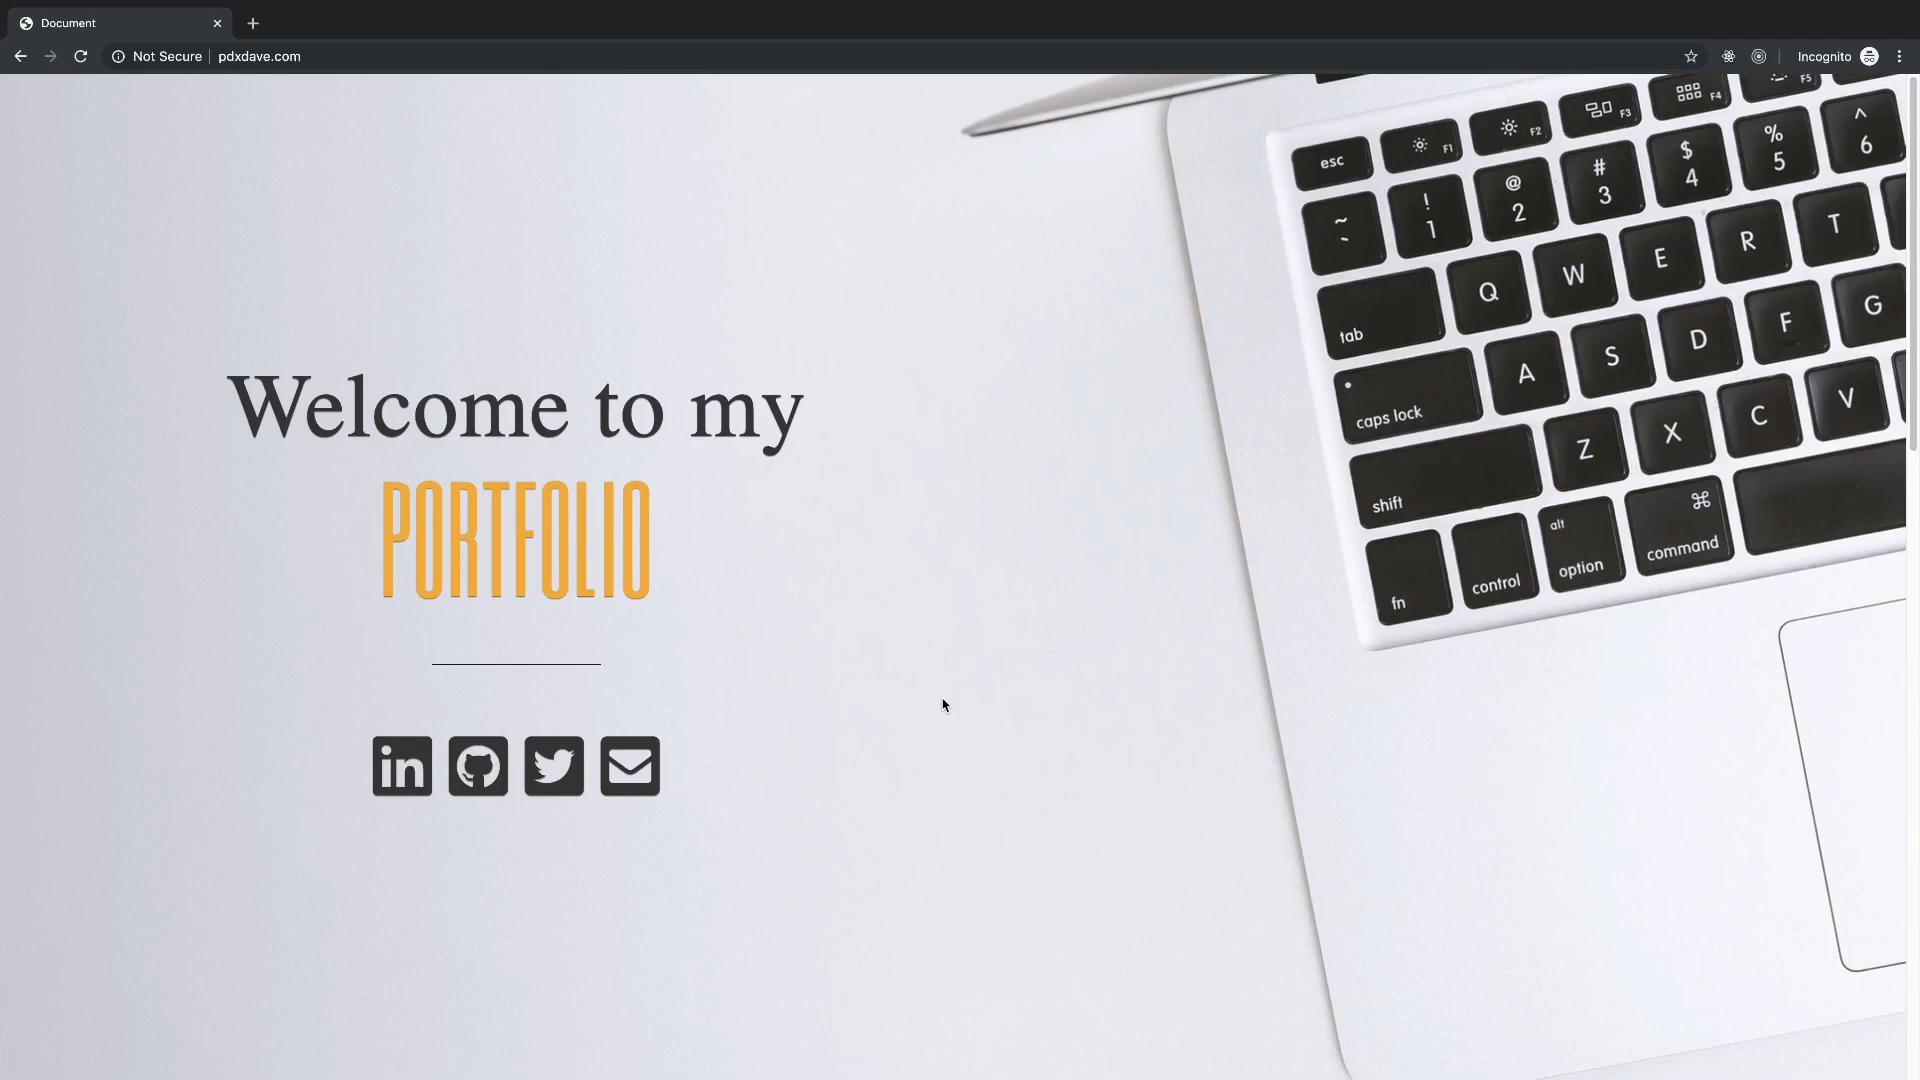 Document
Not Secure
pdxdave.com
Incognito
Welcome to my
PORTFOLIO
in
esc
F1
F2
F3
F4
F5
~
`
!
1
@
2
#
3
$
4
%
5
^
6
tab
Q
W
E
R
T
caps lock
A
S
D
F
G
shift
Z
X
C
V
fn
control
alt
option
⌘
command